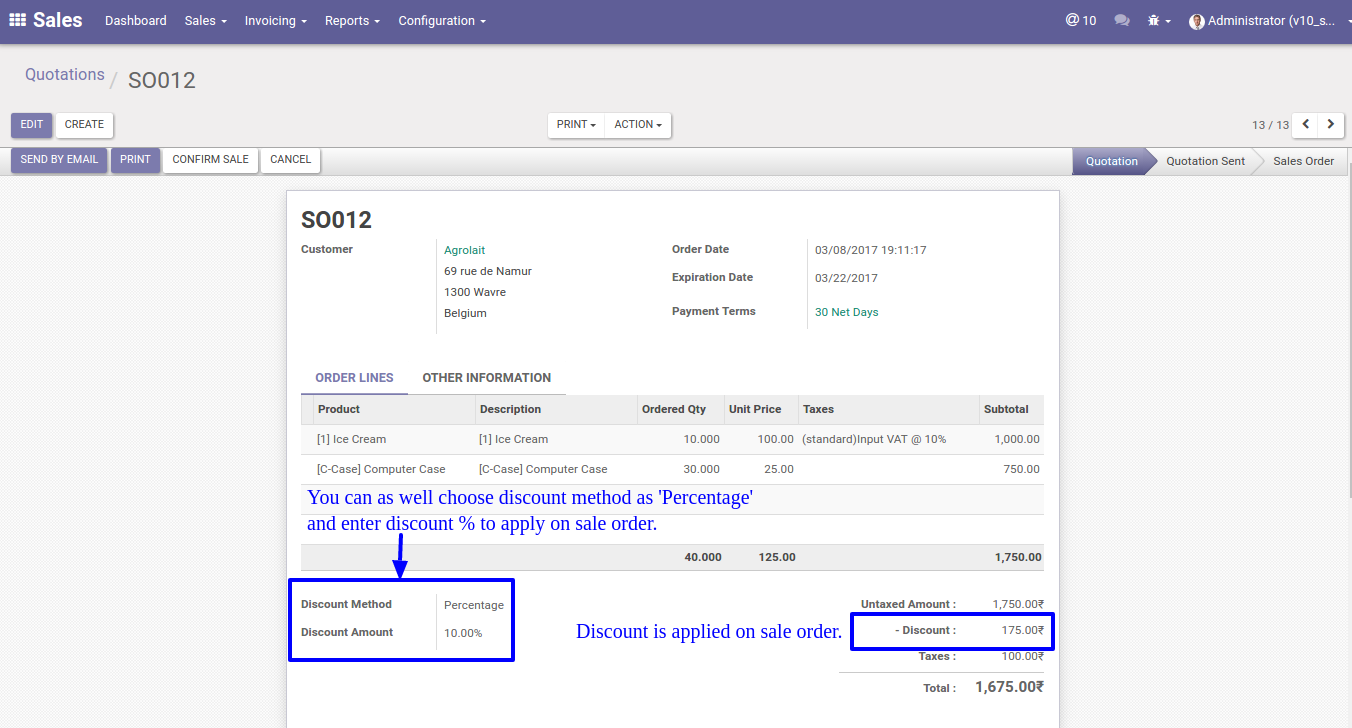 Sales Dashboard Sales Invoicing Reports Configuration @ 10 Administrator (v10_s...
Quotations / SO012
EDIT CREATE PRINT ACTION 13 / 13
SEND BY EMAIL PRINT CONFIRM SALE CANCEL Quotation Quotation Sent Sales Order
SO012
Customer Agrolait Order Date 03/08/2017 19:11:17
69 rue de Namur
Expiration Date 03/22/2017
1300 Wavre
Belgium Payment Terms 30 Net Days
ORDER LINES OTHER INFORMATION
Product Description Ordered Qty Unit Price Taxes Subtotal
[1] Ice Cream [1] Ice Cream 10.000 100.00 (standard)Input VAT @ 10% 1,000.00
[C-Case] Computer Case [C-Case] Computer Case 30.000 25.00 750.00
You can as well choose discount method as 'Percentage'
and enter discount % to apply on sale order.
40.000 125.00 1,750.00
Discount Method Percentage Untaxed Amount : 1,750.00₹
Discount Amount 10.00% Discount is applied on sale order. - Discount : 175.00₹
Taxes : 100.00₹
Total : 1,675.00₹